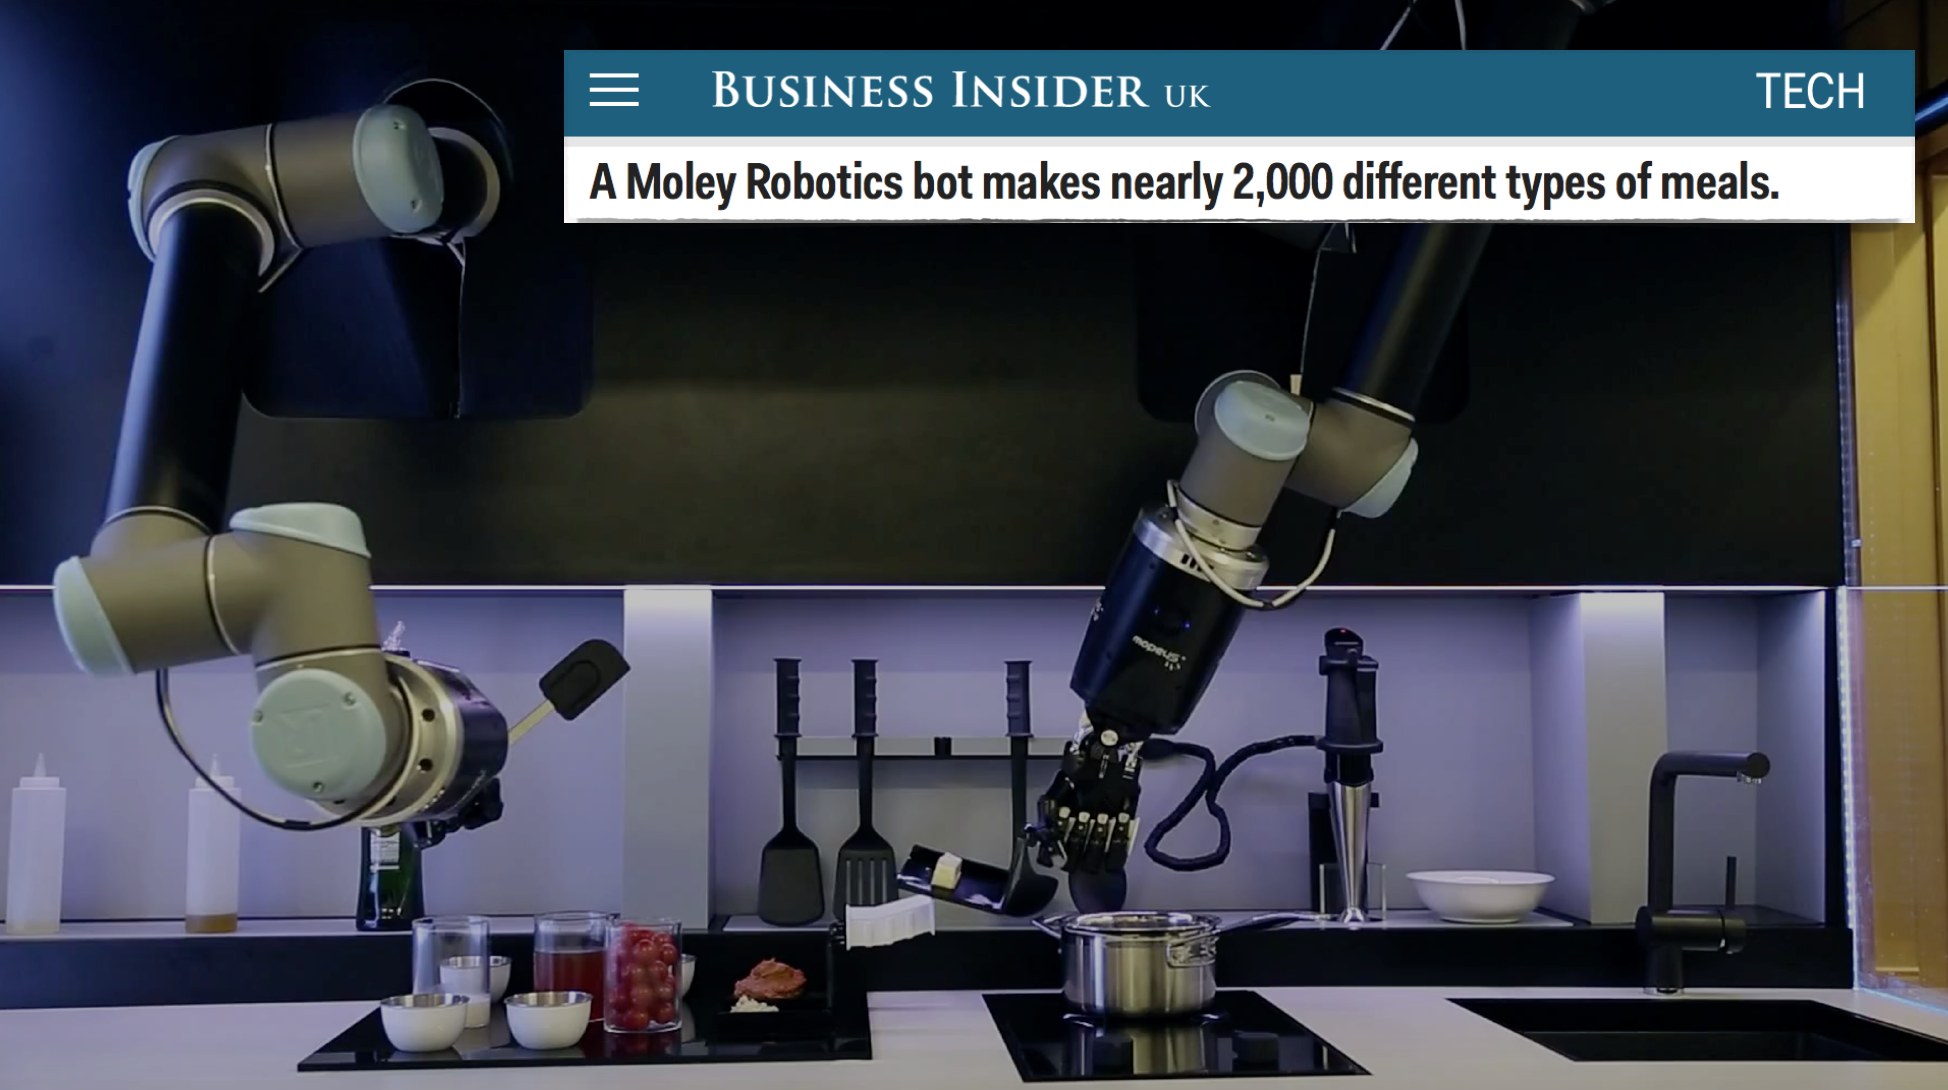 BUSINESS INSIDER UK
TECH
A Moley Robotics bot makes nearly 2,000 different types of meals.